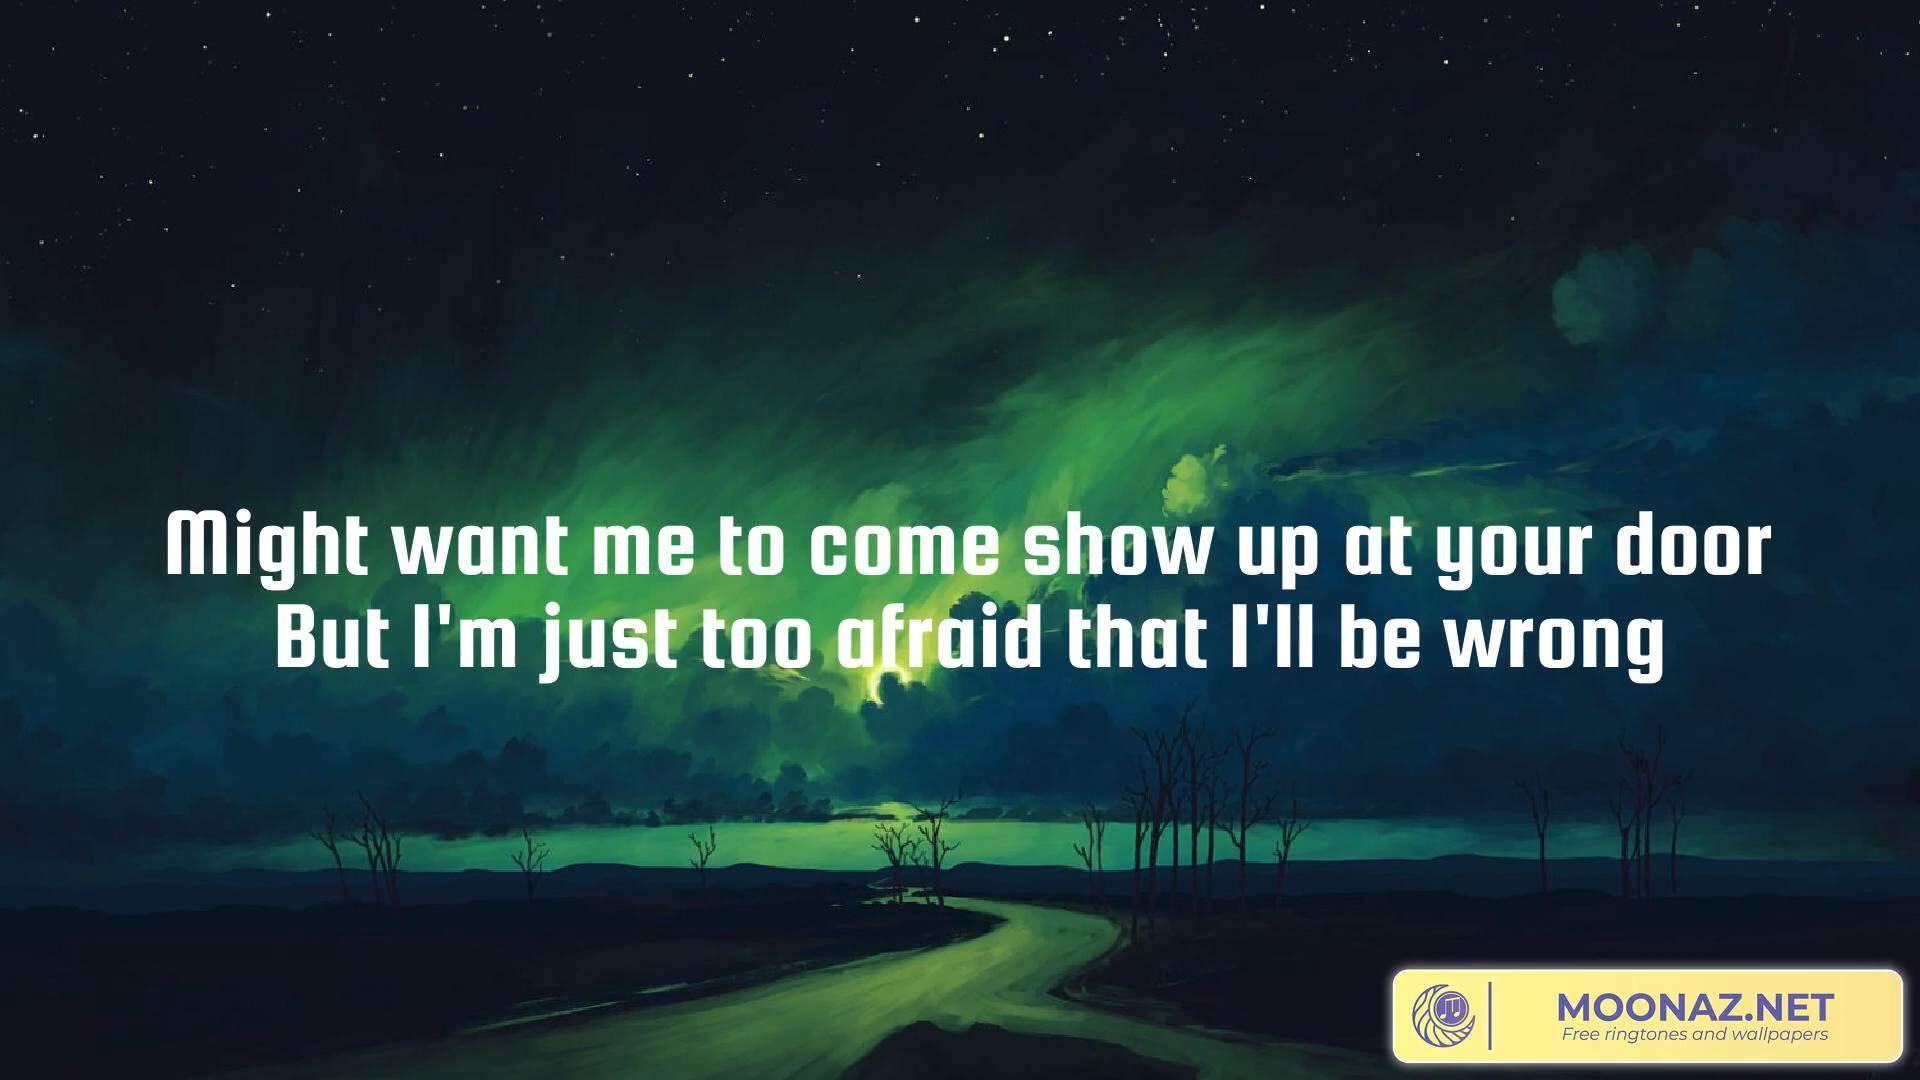 Might want me to come show up at your door
But I'm just too afraid that I'll be wrong
MOONAZ.NET
Free ringtones and wallpapers